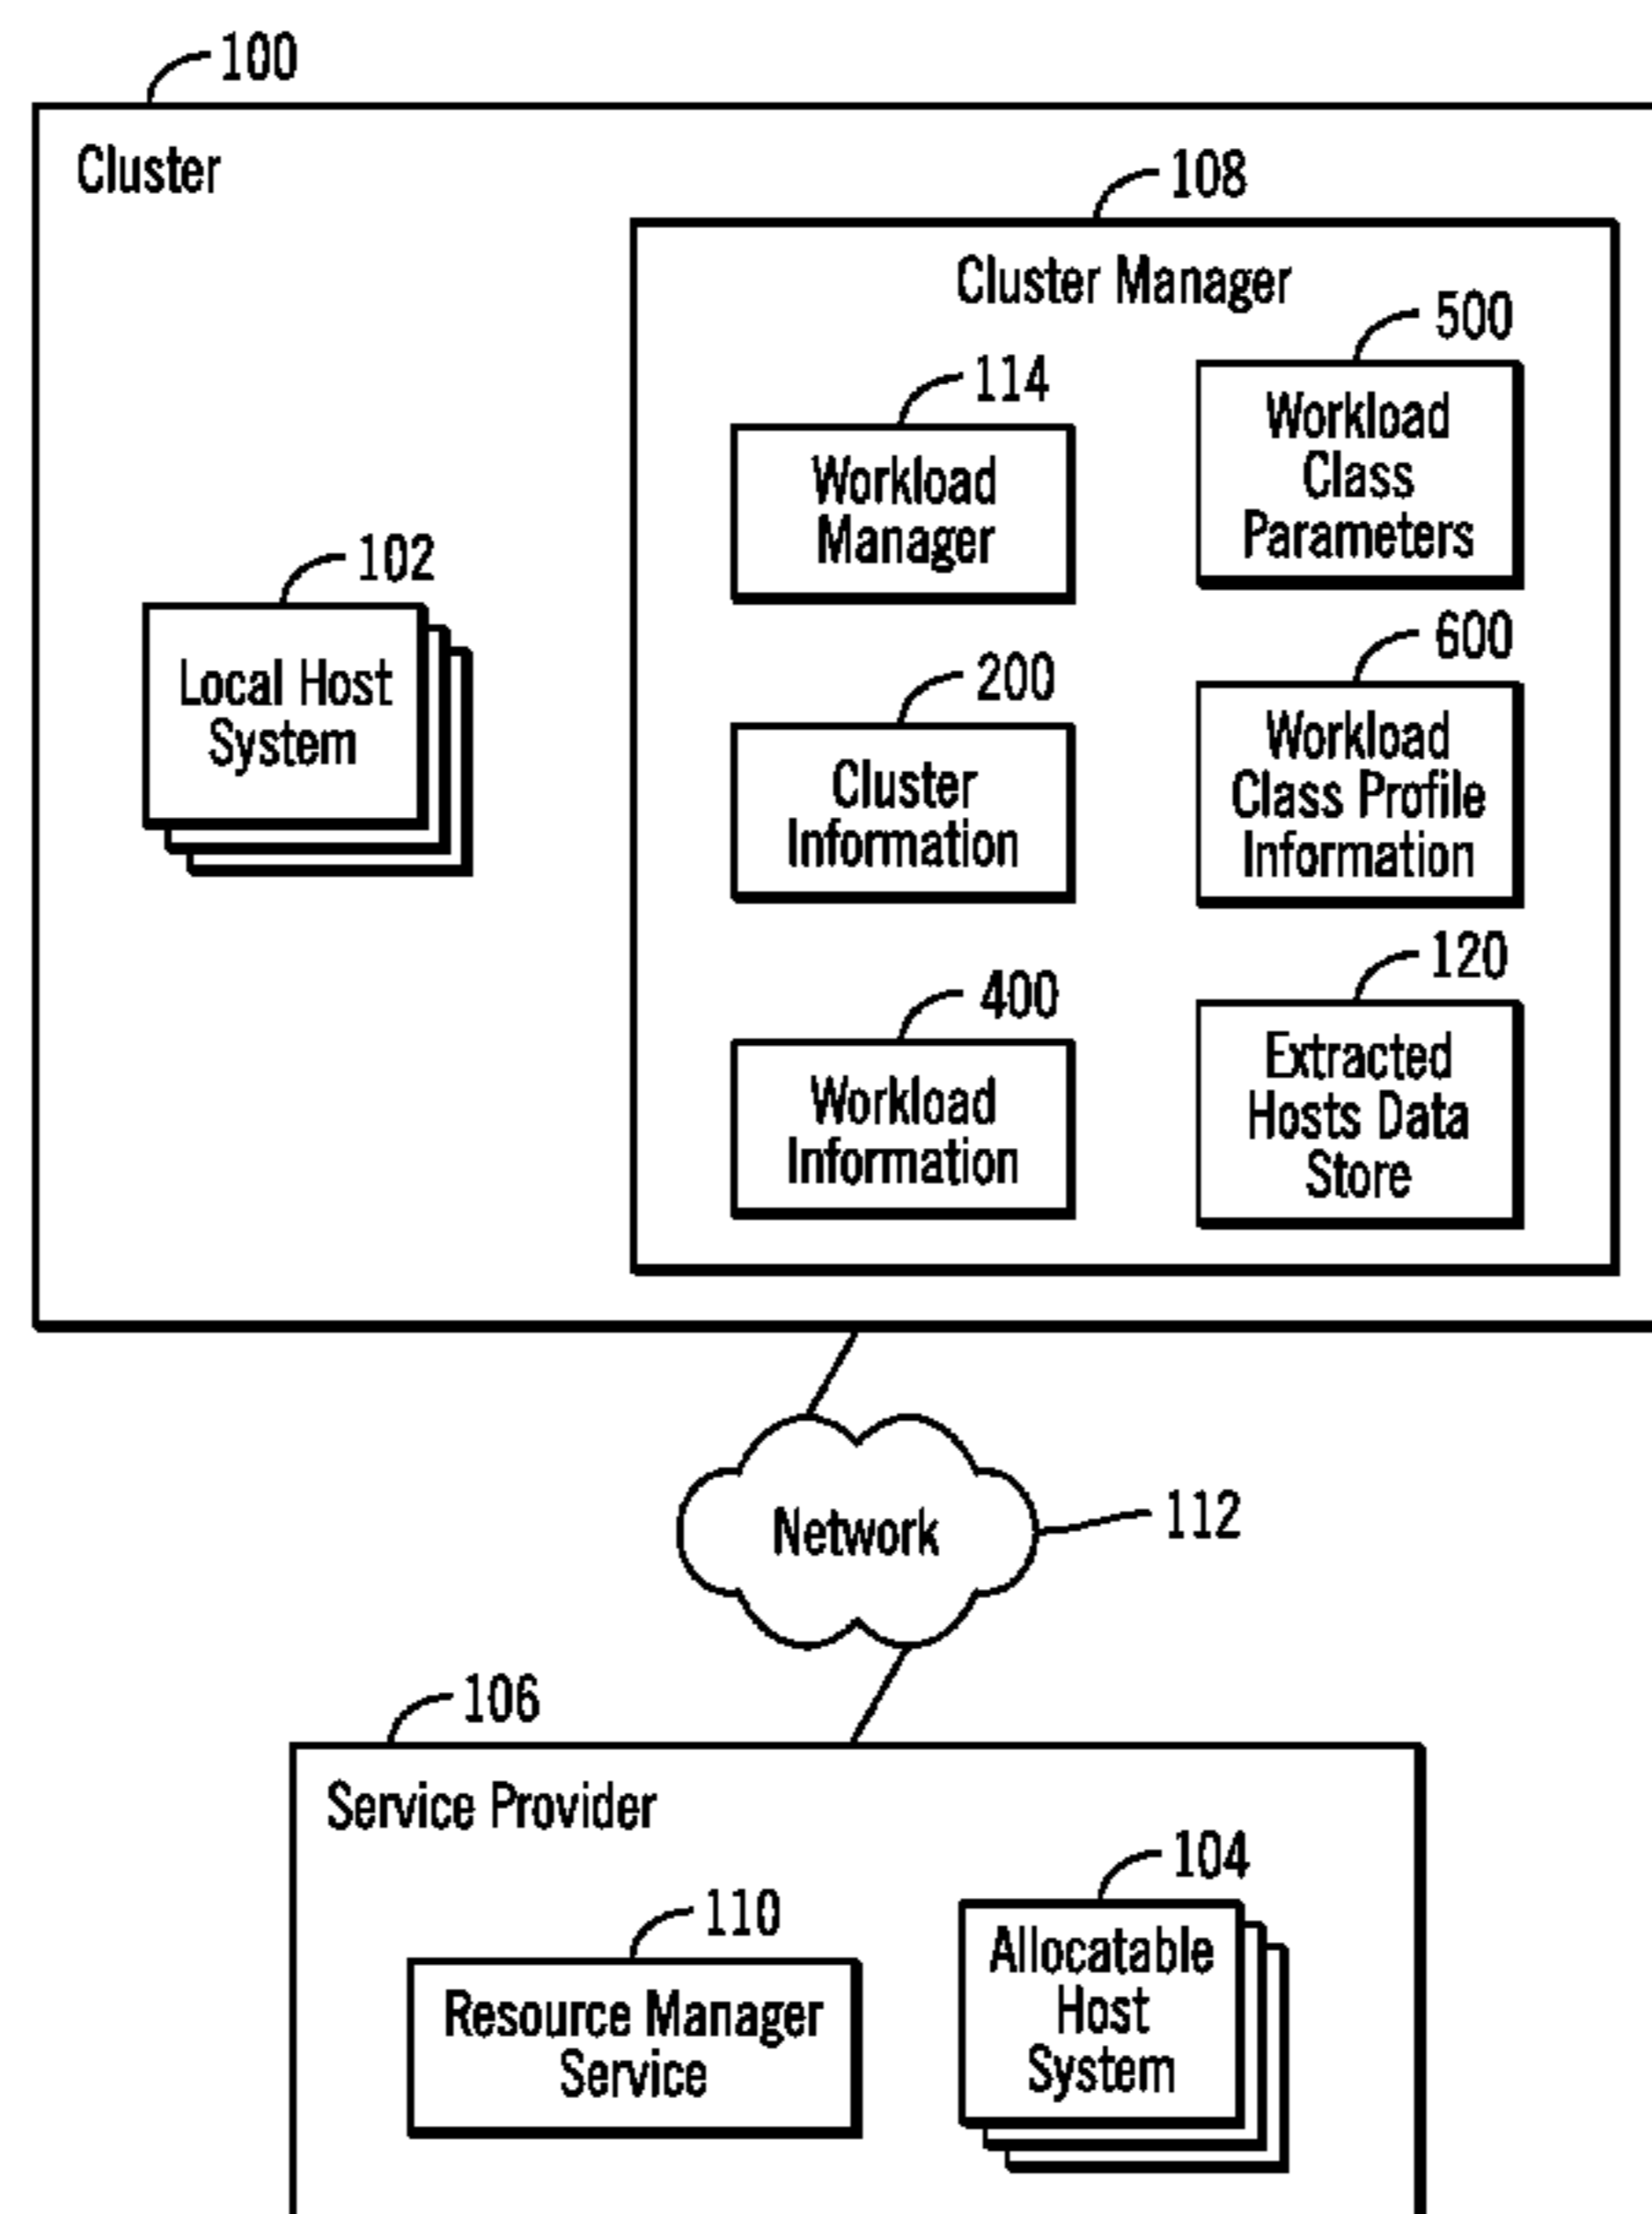 100
Cluster
108
Cluster Manager
500
Workload
Class
Parameters
114
Workload
Manager
102
Local Host
System
600
Workload
Class Profile
Information
200
Cluster
Information
120
Extracted
Hosts Data
Store
400
Workload
Information
Network
112
106
Service Provider
104
Allocatable
Host
System
110
Resource Manager
Service